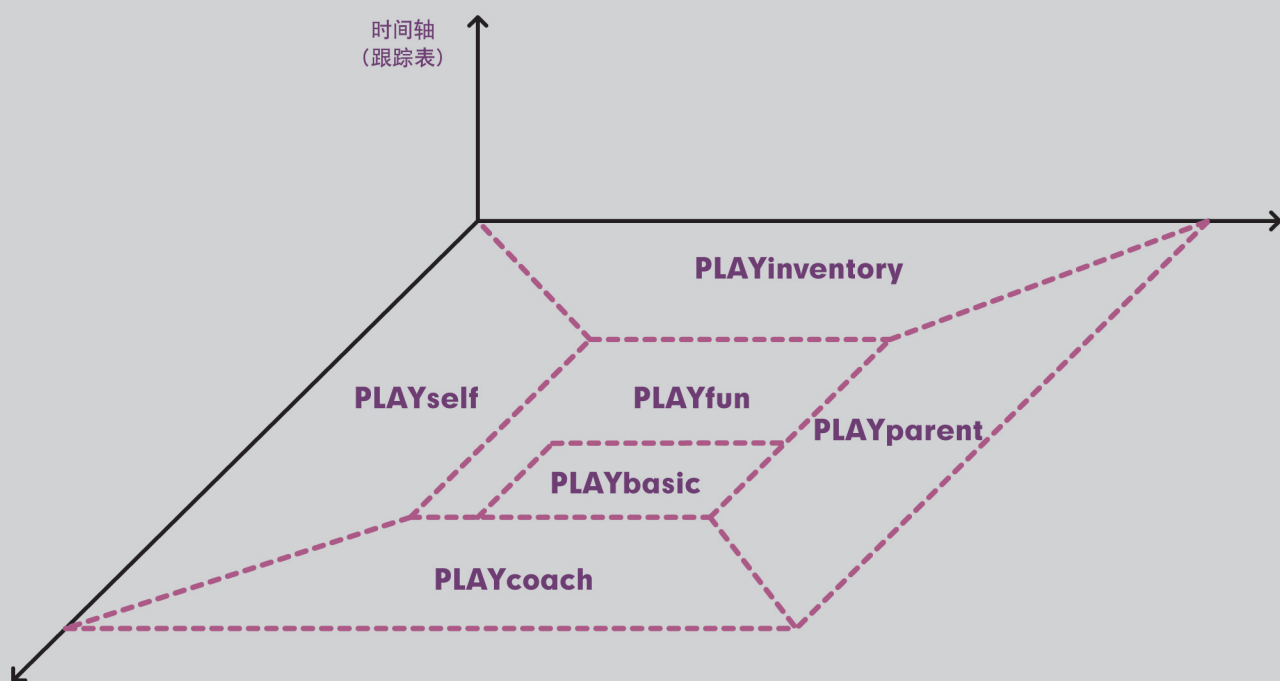 时间轴
（跟踪表）
PLAYinventory
PLAYself
PLAYfun
PLAYparent
PLAYbasic
PLAYcoach